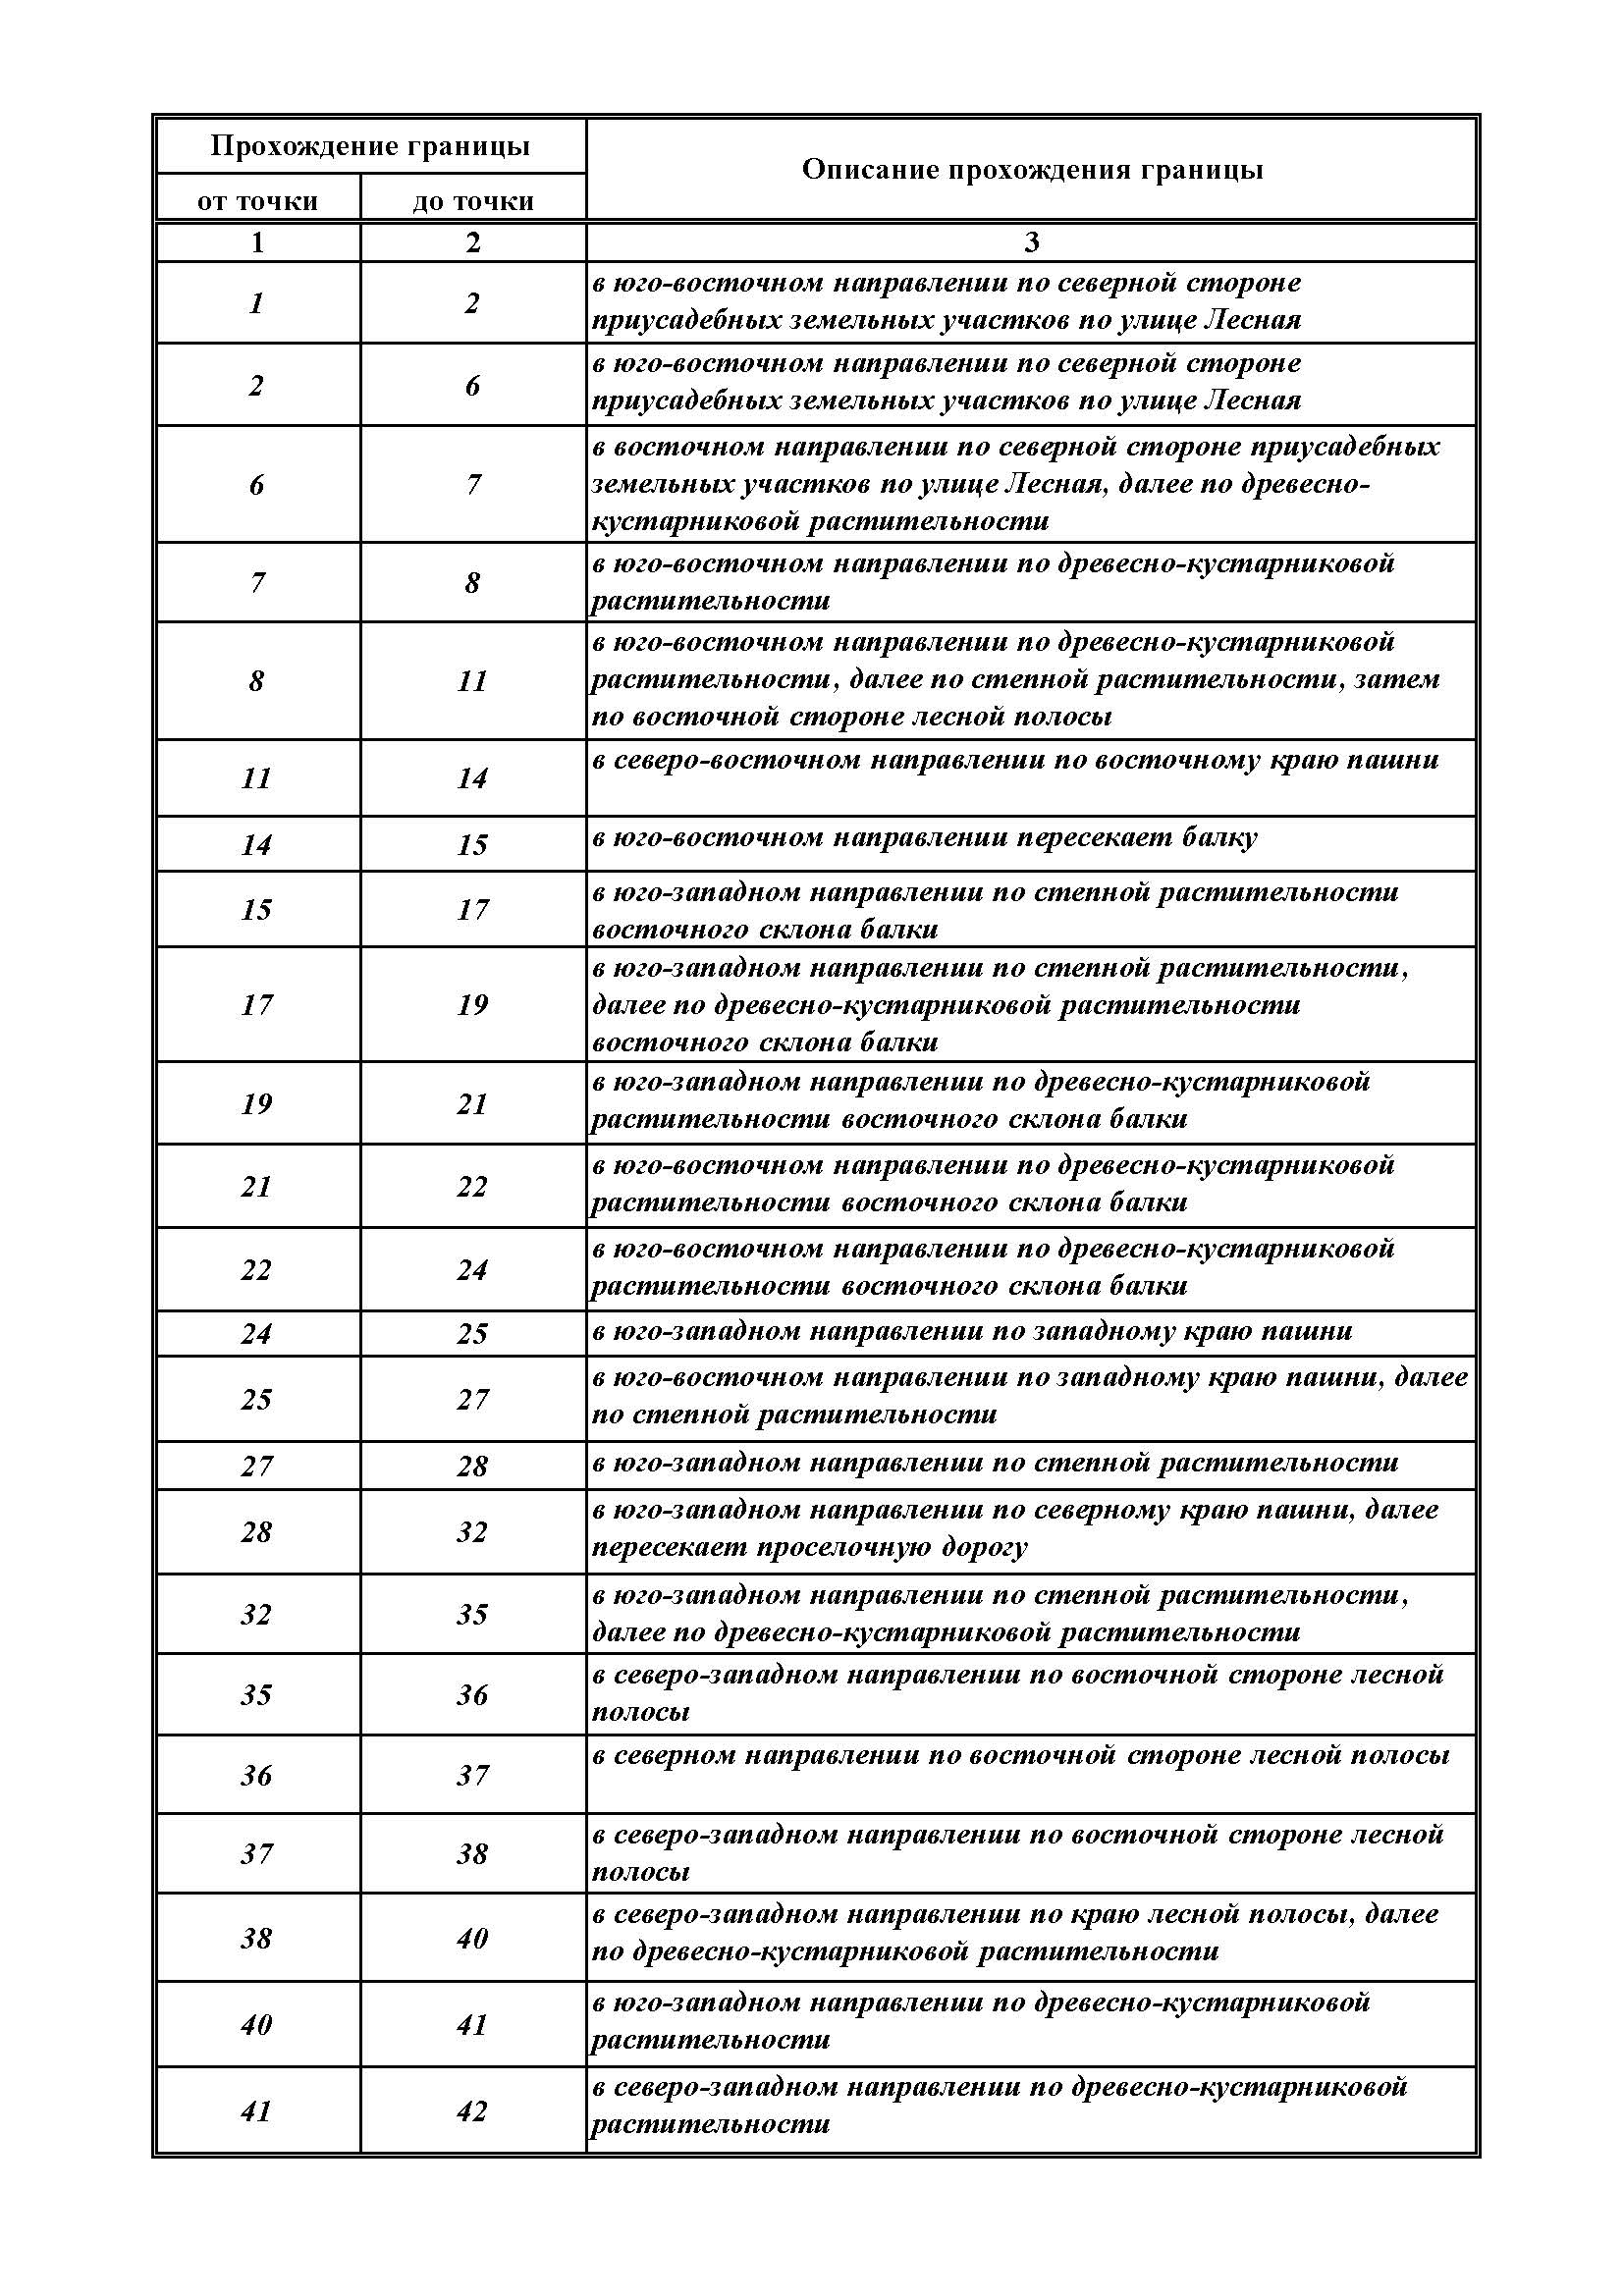 Прохождение границы
Описание прохождения границы
от точки
до точки
1
2
3
1
2
в юго-восточном направлении по северной стороне
приусадебных земельных участков по улице Лесная
2
6
в юго-восточном направлении по северной стороне
приусадебных земельных участков по улице Лесная
6
7
в восточном направлении по северной стороне приусадебных
земельных участков по улице Лесная, далее по древесно-
кустарниковой растительности
7
8
в юго-восточном направлении по древесно-кустарниковой
растительности
8
11
в юго-восточном направлении по древесно-кустарниковой
растительности, далее по степной растительности, затем
по восточной стороне лесной полосы
11
14
в северо-восточном направлении по восточному краю пашни
14
15
в юго-восточном направлении пересекает балку
15
17
в юго-западном направлении по степной растительности
восточного склона балки
17
19
в юго-западном направлении по степной растительности,
далее по древесно-кустарниковой растительности
восточного склона балки
19
21
в юго-западном направлении по древесно-кустарниковой
растительности восточного склона балки
21
22
в юго-восточном направлении по древесно-кустарниковой
растительности восточного склона балки
22
24
в юго-восточном направлении по древесно-кустарниковой
растительности восточного склона балки
24
25
в юго-западном направлении по западному краю пашни
25
27
в юго-восточном направлении по западному краю пашни, далее
по степной растительности
27
28
в юго-западном направлении по степной растительности
28
32
в юго-западном направлении по северному краю пашни, далее
пересекает проселочную дорогу
32
35
в юго-западном направлении по степной растительности,
далее по древесно-кустарниковой растительности
35
36
в северо-западном направлении по восточной стороне лесной
полосы
36
37
в северном направлении по восточной стороне лесной полосы
37
38
в северо-западном направлении по восточной стороне лесной
полосы
38
40
в северо-западном направлении по краю лесной полосы, далее
по древесно-кустарниковой растительности
40
41
в юго-западном направлении по древесно-кустарниковой
растительности
41
42
в северо-западном направлении по древесно-кустарниковой
растительности